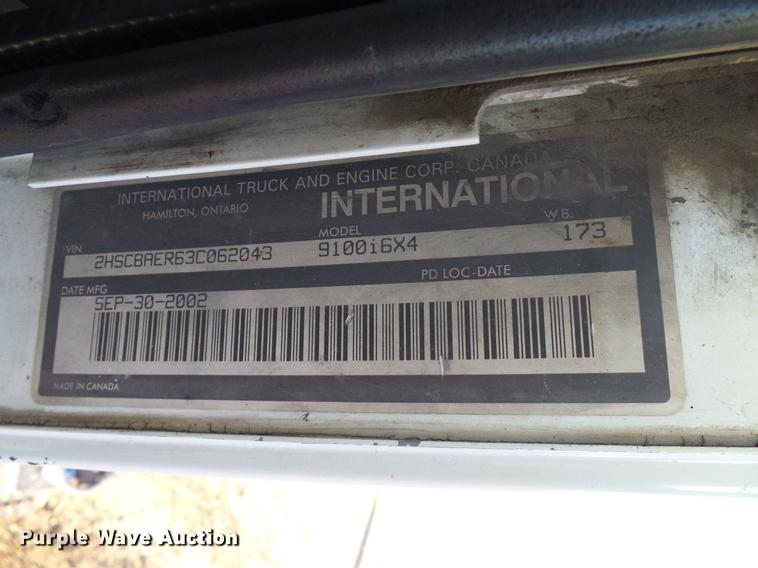 INTERNATIONAL TRUCK AND ENGINE CORP. CANADA
HAMILTON, ONTARIO
INTERNATIONAL
VIN
MODEL
W.B.
2HSCBAER63C062043
9100i6X4
173
DATE MFG
PD LOC-DATE
SEP-30-2002
MADE IN CANADA
Purple Wave Auction